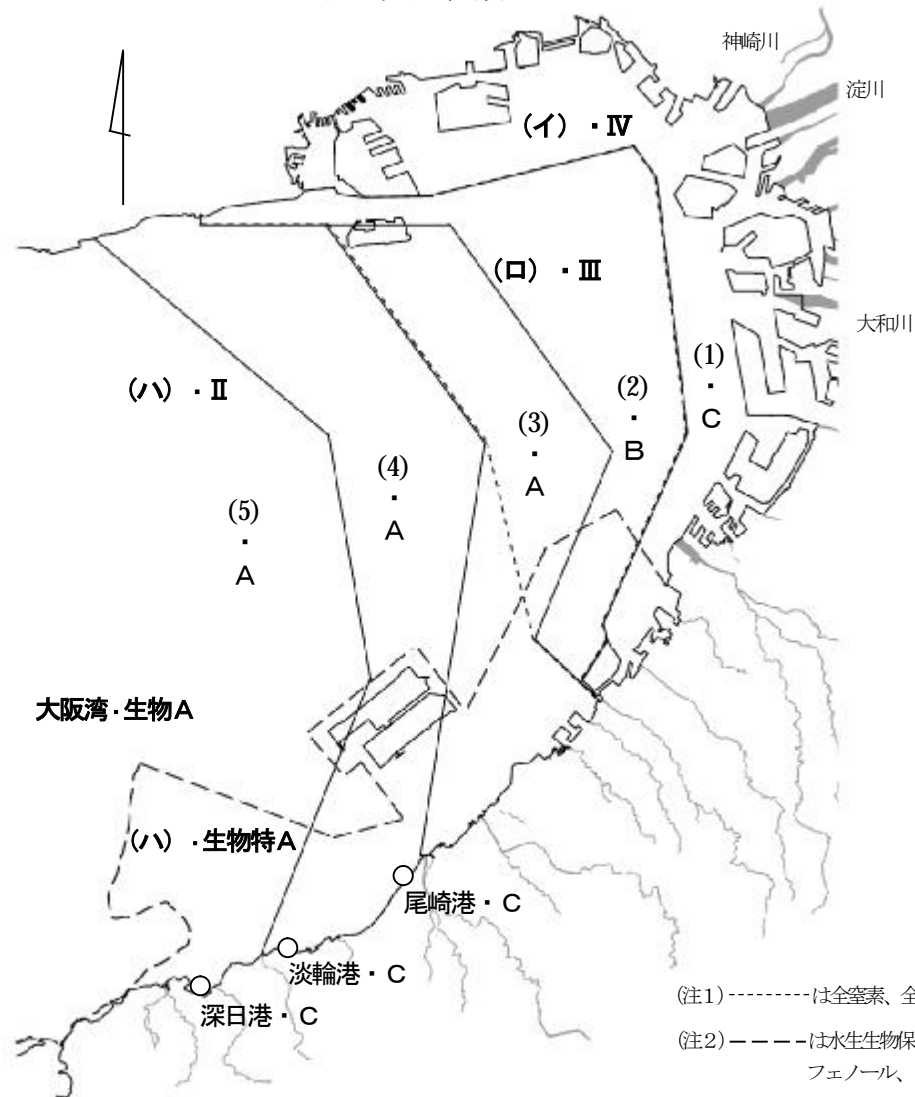 神崎川
淀川
(イ)・Ⅳ
(ロ)・Ⅲ
大和川
(1)
・
C
(2)
・
B
(ハ)・Ⅱ
(3)
・
A
(4)
・
A
(5)
・
A
大阪湾・生物A
(ハ)・生物特A
尾崎港・C
淡輪港・C
深日港・C
(注1)---------は全窒素、全
(注2)－－－－は水生生物保
フェノール、